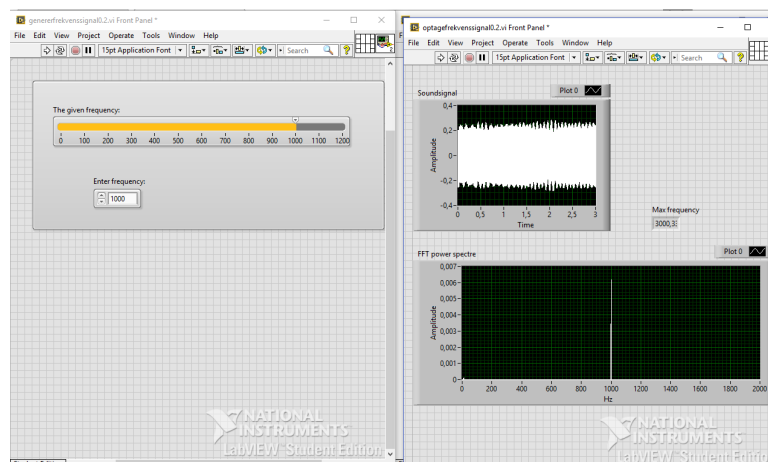 genererfrekvenssignal0.2.vi Front Panel *
File Edit View Project Operate Tools Window Help
15pt Application Font
Search
The given frequency:
0 100 200 300 400 500 600 700 800 900 1000 1100 1200
Enter frequency:
1000
NATIONAL
INSTRUMENTS
LabVIEW Student Edition
optagefrekvenssignal0.2.vi Front Panel *
File Edit View Project Operate Tools Window Help
15pt Application Font
Search
Soundsignal
Plot 0
0,4
0,2
0
-0,2
-0,4
Amplitude
0 0,5 1 1,5 2 2,5 3
Time
Max frequency
3000,3
FFT power spectre
Plot 0
0,007
0,006
0,005
0,004
0,003
0,002
0,001
0
Amplitude
0 200 400 600 800 1000 1200 1400 1600 1800 2000
Hz
NATIONAL
INSTRUMENTS
LabVIEW Student Edition